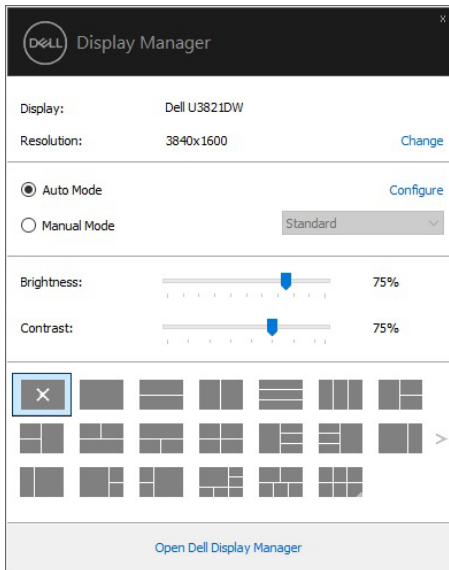 x
DELL Display Manager
Display: Dell U3821DW
Resolution: 3840x1600 Change
Auto Mode Configure
Manual Mode Standard
Brightness: 75%
Contrast: 75%
Open Dell Display Manager